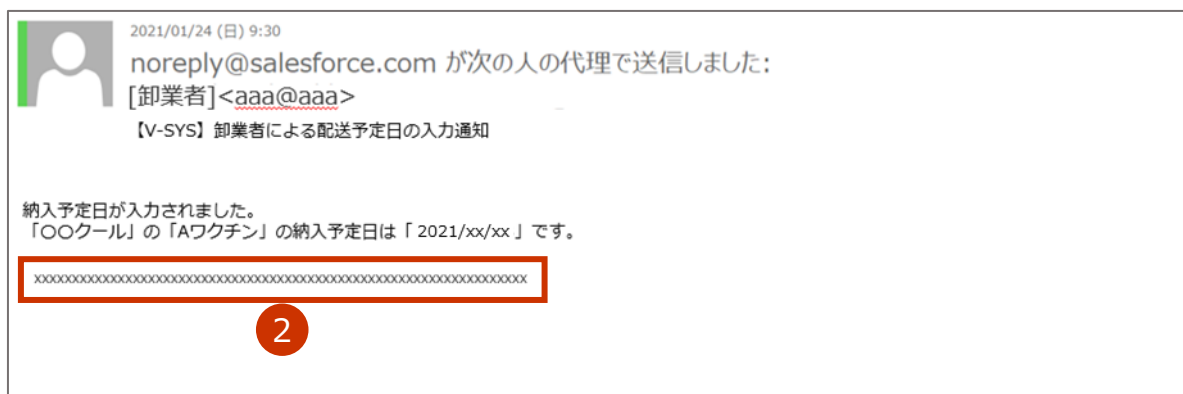 2021/01/24 (日) 9:30
noreply@salesforce.com が次の人の代理で送信しました:
[卸業者]<aaa@aaa>
【V-SYS】卸業者による配送予定日の入力通知
納入予定日が入力されました。
「〇〇クール」の「Aワクチン」の納入予定日は「 2021/xx/xx 」です。
xxxxxxxxxxxxxxxxxxxxxxxxxxxxxxxxxxxxxxxxxxxxxxxxxxxxxxxxxxxxxxxxxx
2